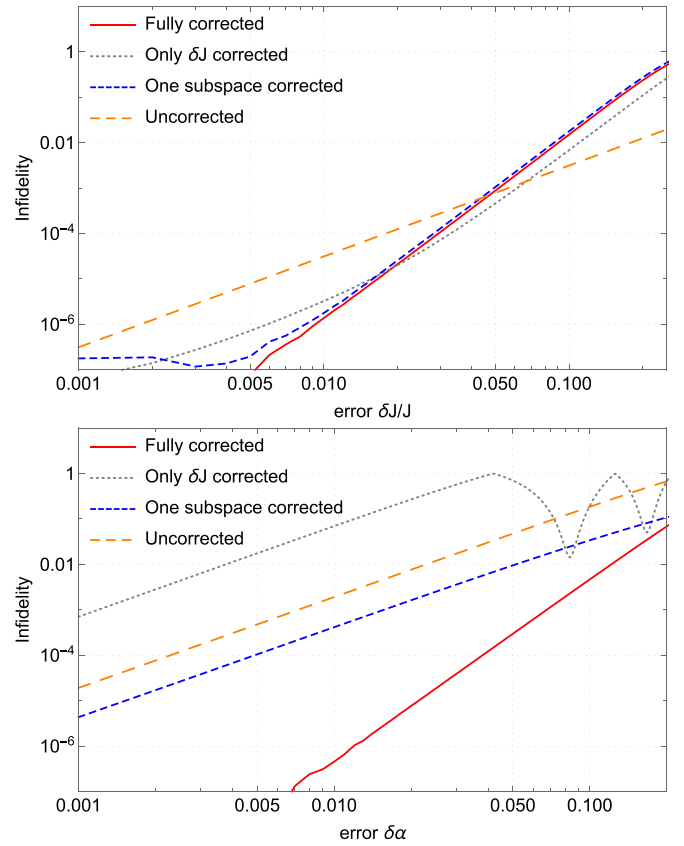 Fully corrected
Only δJ corrected
One subspace corrected
Uncorrected
1
0.01
10⁻⁴
10⁻⁶
Infidelity
0.001
0.005
0.010
0.050
0.100
error δJ/J
Fully corrected
Only δJ corrected
One subspace corrected
Uncorrected
1
0.01
10⁻⁴
10⁻⁶
Infidelity
0.001
0.005
0.010
0.050
0.100
error δα